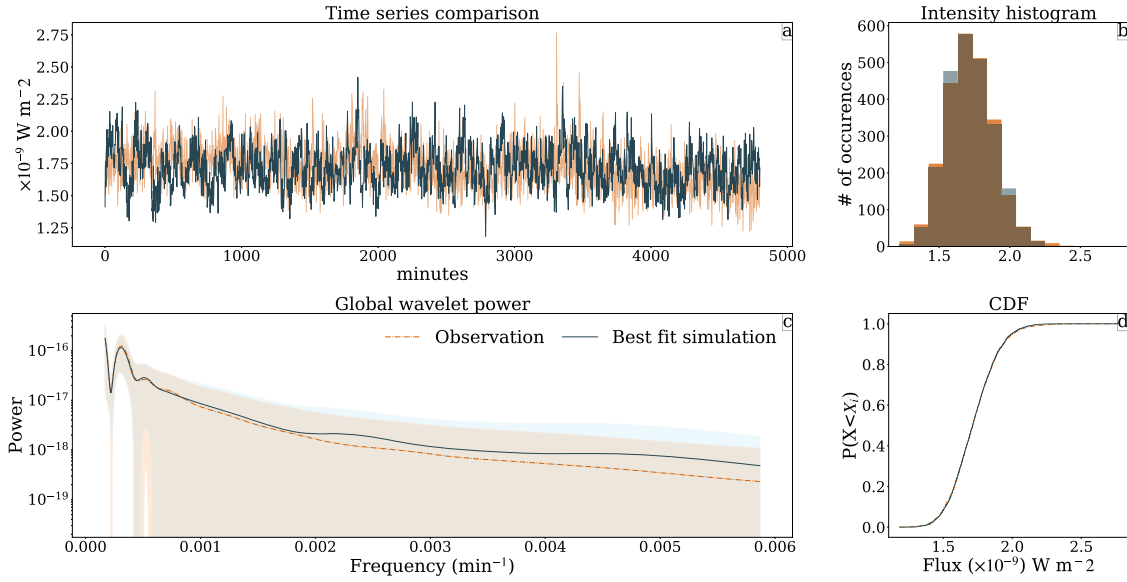 Time series comparison
a
×10⁻⁹ W m−2
2.75
2.50
2.25
2.00
1.75
1.50
1.25
0 1000 2000 3000 4000 5000
minutes
Intensity histogram
b
# of occurences
600
500
400
300
200
100
0
1.5 2.0 2.5
Global wavelet power
c
Observation Best fit simulation
Power
10⁻¹⁶
10⁻¹⁷
10⁻¹⁸
10⁻¹⁹
0.000 0.001 0.002 0.003 0.004 0.005 0.006
Frequency (min⁻¹)
CDF
d
P(X<Xᵢ)
1.0
0.8
0.6
0.4
0.2
0.0
1.5 2.0 2.5
Flux (×10⁻⁹) W m−2